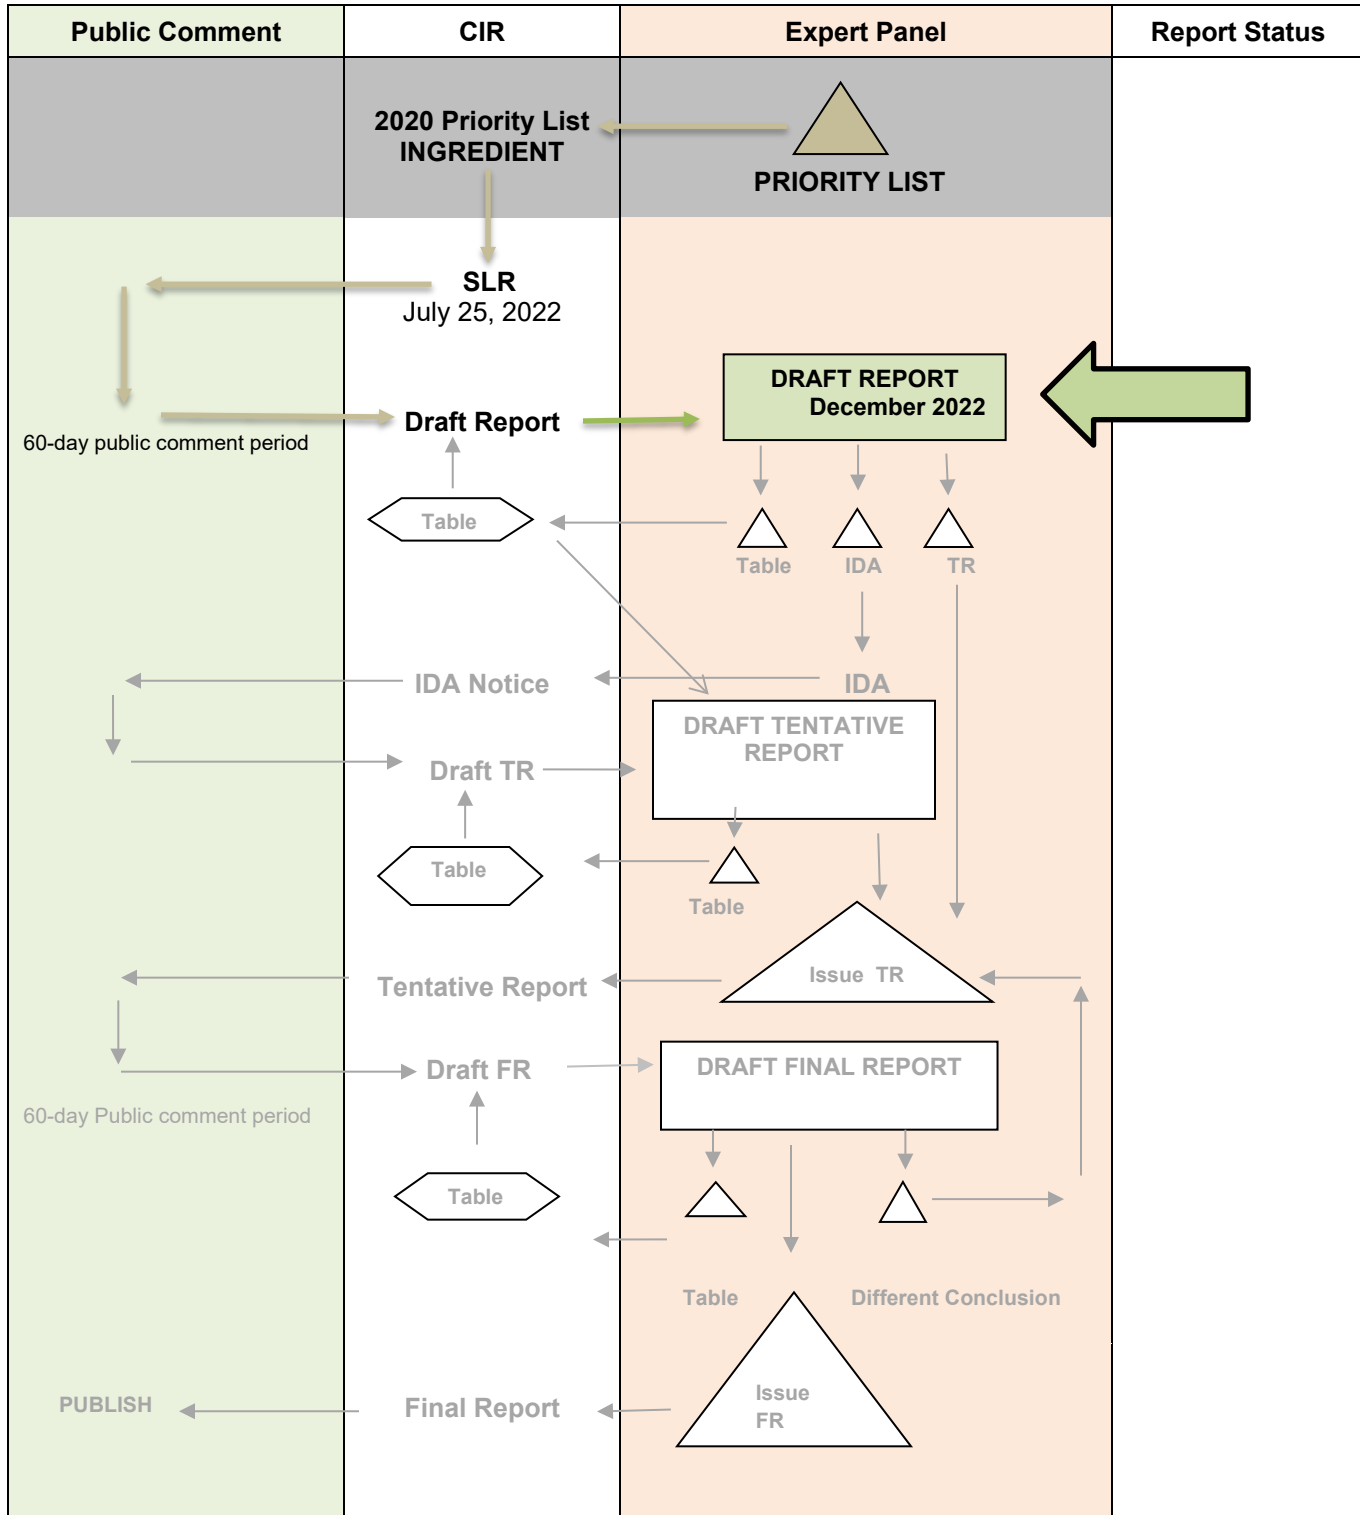 Public Comment
CIR
Expert Panel
Report Status
2020 Priority List
INGREDIENT
PRIORITY LIST
SLR
July 25, 2022
DRAFT REPORT
December 2022
Draft Report
60-day public comment period
Table
Table
IDA
TR
IDA Notice
IDA
DRAFT TENTATIVE
REPORT
Draft TR
Table
Table
Issue TR
Tentative Report
DRAFT FINAL REPORT
Draft FR
60-day Public comment period
Table
Table
Different Conclusion
Issue
FR
PUBLISH
Final Report